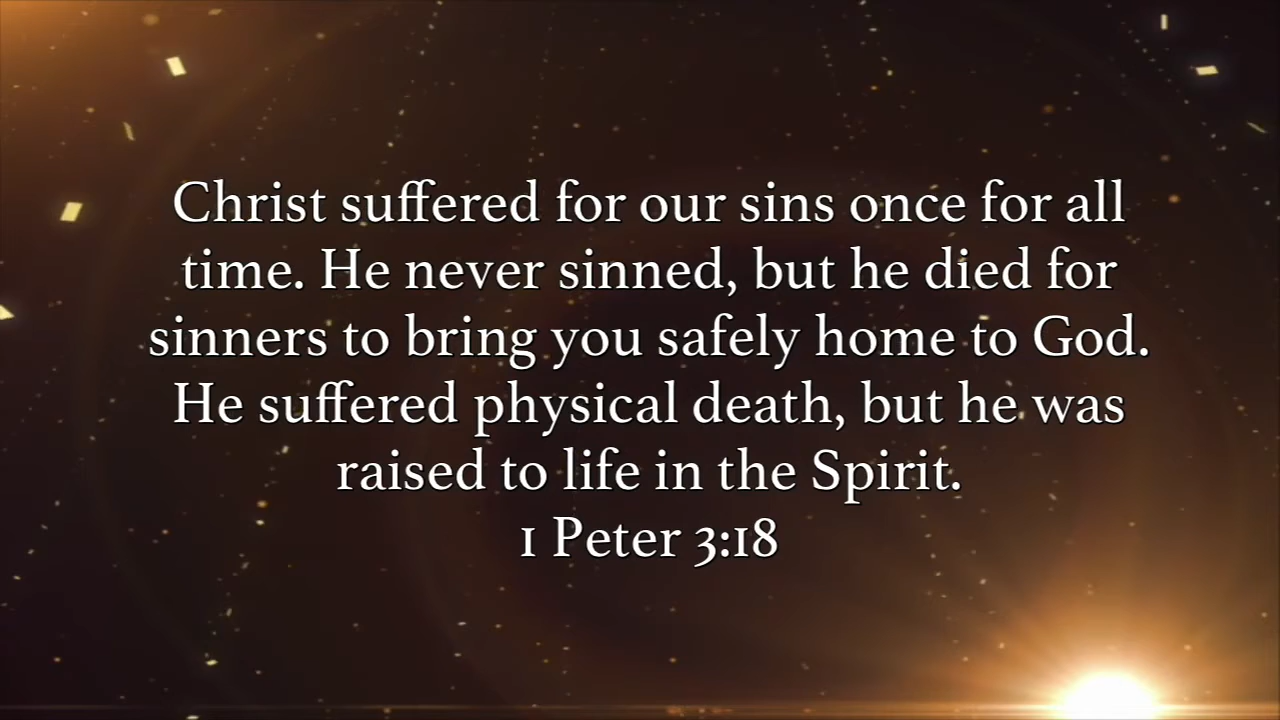 Christ suffered for our sins once for all
time. He never sinned, but he died for
sinners to bring you safely home to God.
He suffered physical death, but he was
raised to life in the Spirit.
1 Peter 3:18